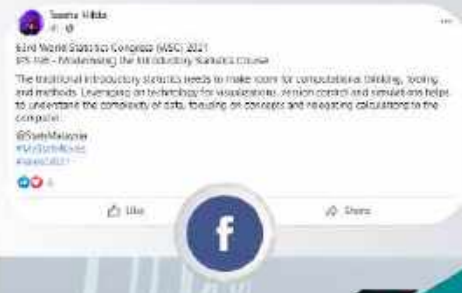 63rd World Statistics Congress (WSC) 2021
Modernising the Introductory Statistics Course
The traditional introductory statistics needs to make room for computational thinking, tooling
and methods. Leveraging on technology for visualizations, version control and simulations helps
to understand the complexity of data, focusing on concepts and relegating calculations to the
computer.
@StatsMalaysia
#MyStatsMoves
Like
Share
f